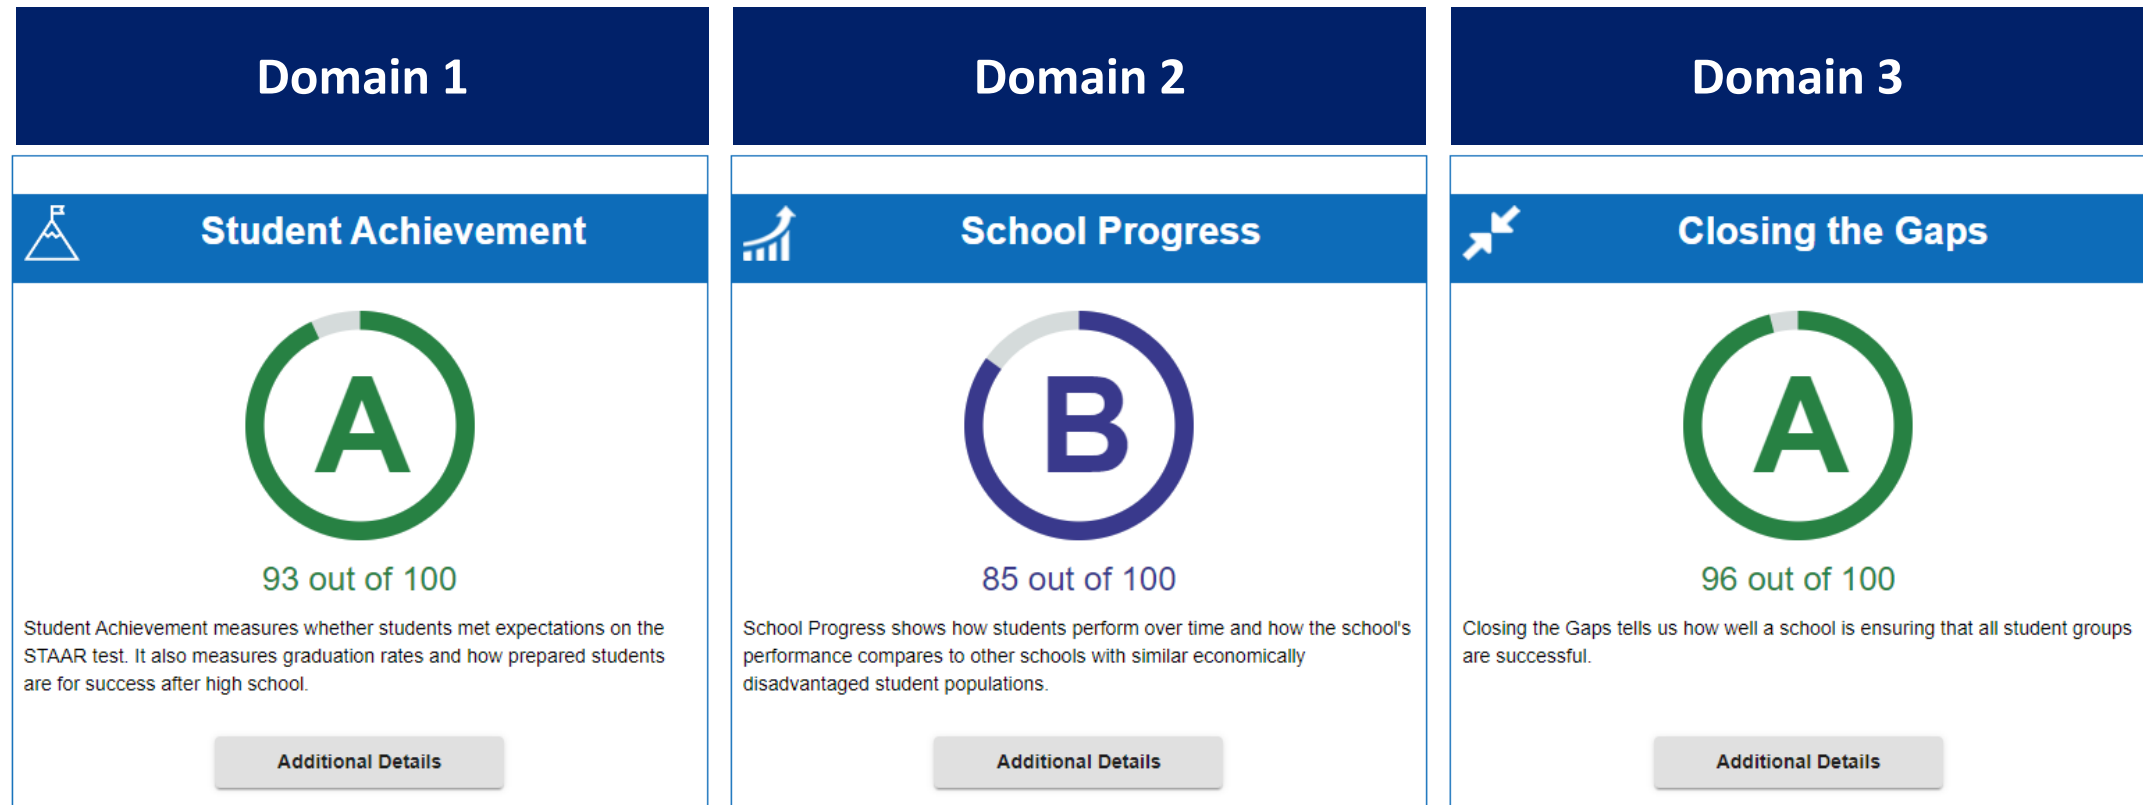 Domain 1
Domain 2
Domain 3
Student Achievement
A
93 out of 100
Student Achievement measures whether students met expectations on the
STAAR test. It also measures graduation rates and how prepared students
are for success after high school.
Additional Details
School Progress
B
85 out of 100
School Progress shows how students perform over time and how the school's
performance compares to other schools with similar economically
disadvantaged student populations.
Additional Details
Closing the Gaps
A
96 out of 100
Closing the Gaps tells us how well a school is ensuring that all student groups
are successful.
Additional Details